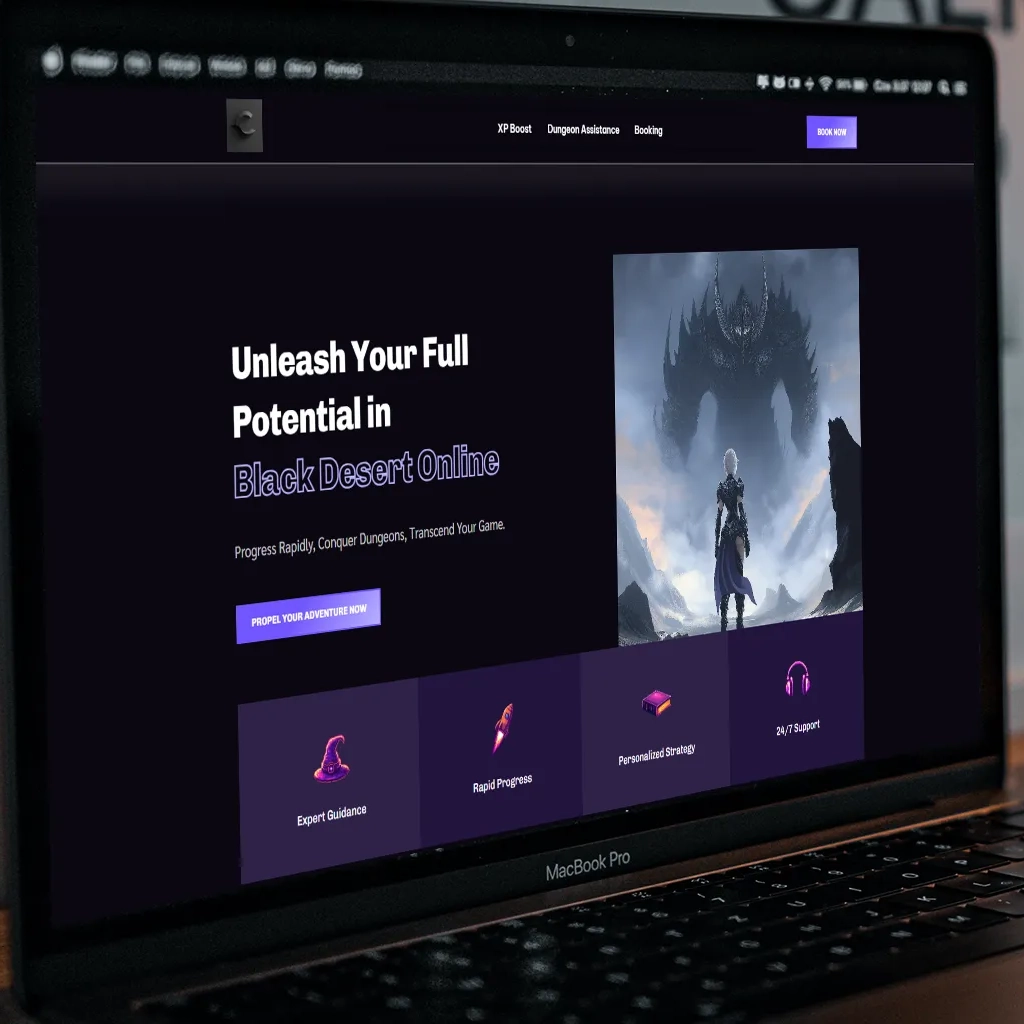 XP Boost Dungeon Assistance Booking
BOOK NOW
Unleash Your Full
Potential in
Black Desert Online
Progress Rapidly, Conquer Dungeons, Transcend Your Game.
PROPEL YOUR ADVENTURE NOW
Expert Guidance
Rapid Progress
Personalized Strategy
24/7 Support
MacBook Pro